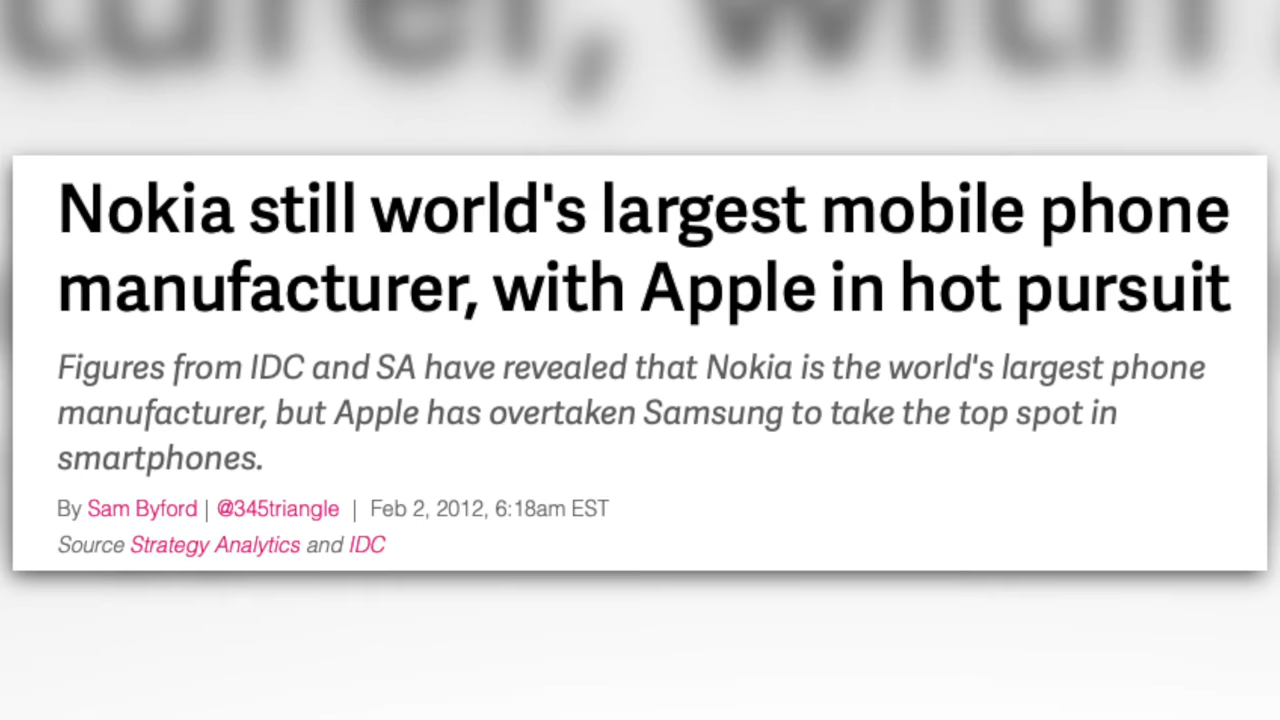 Nokia still world's largest mobile phone
manufacturer, with Apple in hot pursuit
Figures from IDC and SA have revealed that Nokia is the world's largest phone
manufacturer, but Apple has overtaken Samsung to take the top spot in
smartphones.
By Sam Byford | @345triangle | Feb 2, 2012, 6:18am EST
Source Strategy Analytics and IDC